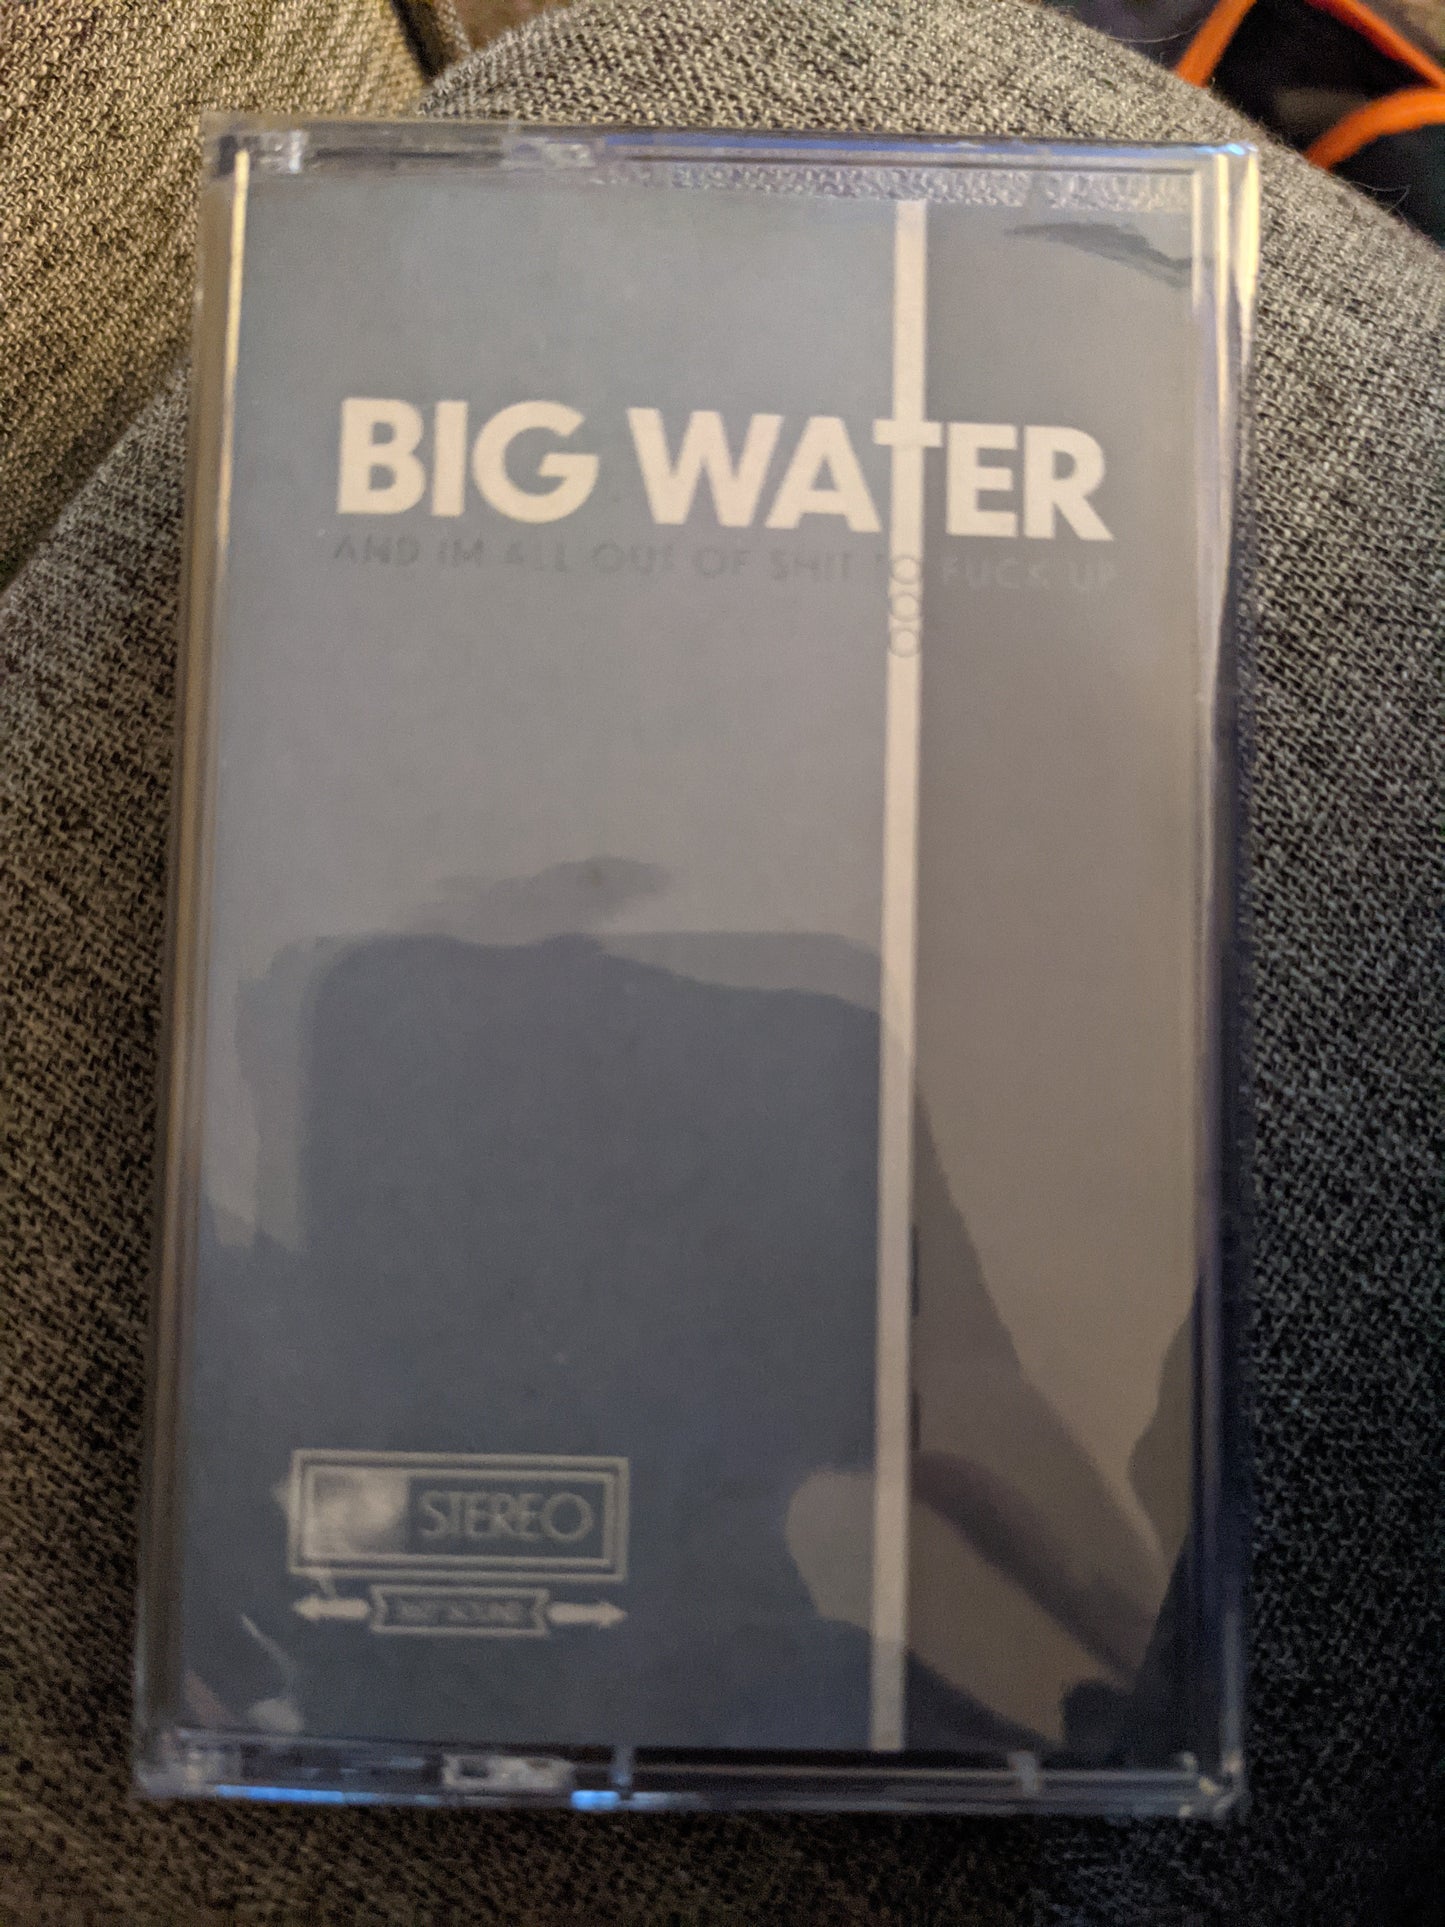 BIG WATER
AND IM ALL OUT OF SHIT TO FUCK UP
STEREO